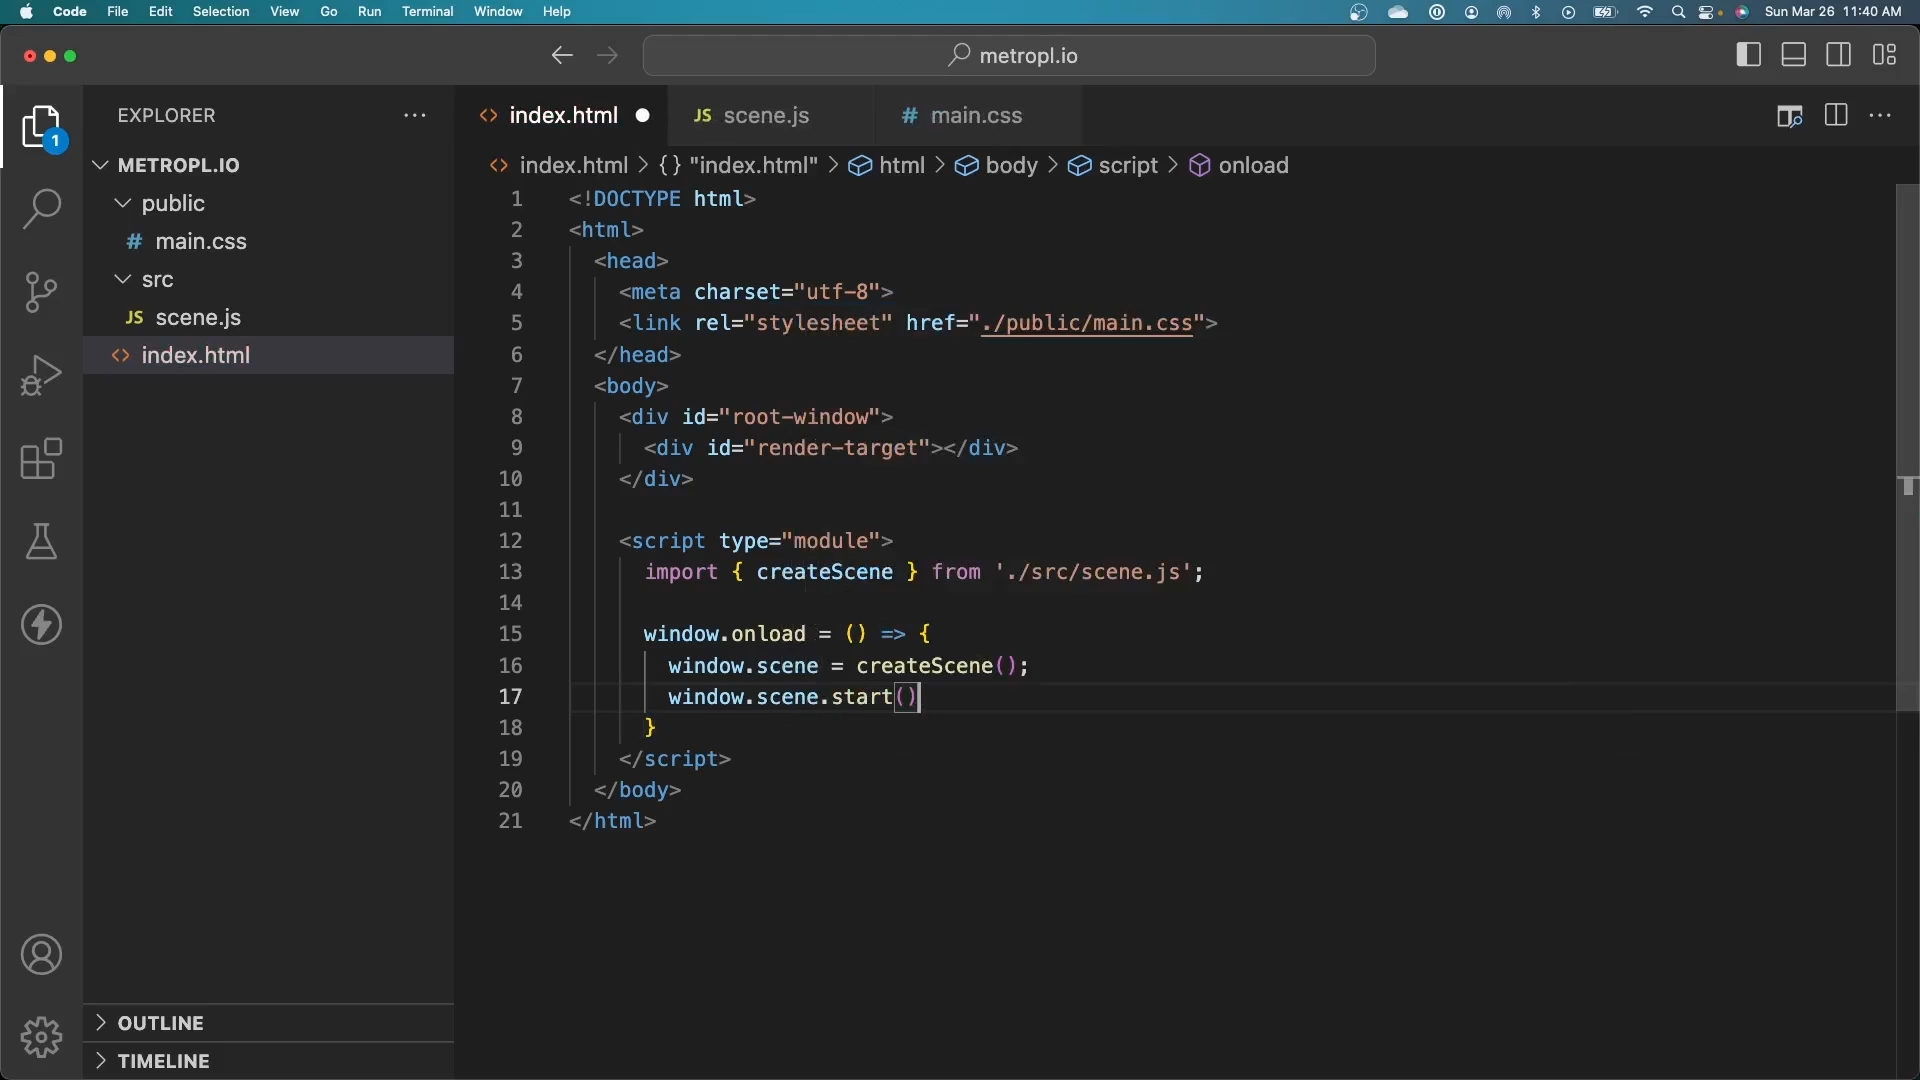 Code File Edit Selection View Go Run Terminal Window Help Sun Mar 26 11:40 AM
metropl.io
1
EXPLORER
METROPL.IO
public
# main.css
src
JS scene.js
<> index.html
OUTLINE
TIMELINE
<> index.html JS scene.js # main.css
<> index.html > {} "index.html" > html > body > script > onload
1 <!DOCTYPE html>
2 <html>
3 <head>
4 <meta charset="utf-8">
5 <link rel="stylesheet" href="./public/main.css">
6 </head>
7 <body>
8 <div id="root-window">
9 <div id="render-target"></div>
10 </div>
11
12 <script type="module">
13 import { createScene } from './src/scene.js';
14
15 window.onload = () => {
16 window.scene = createScene();
17 window.scene.start()
18 }
19 </script>
20 </body>
21 </html>